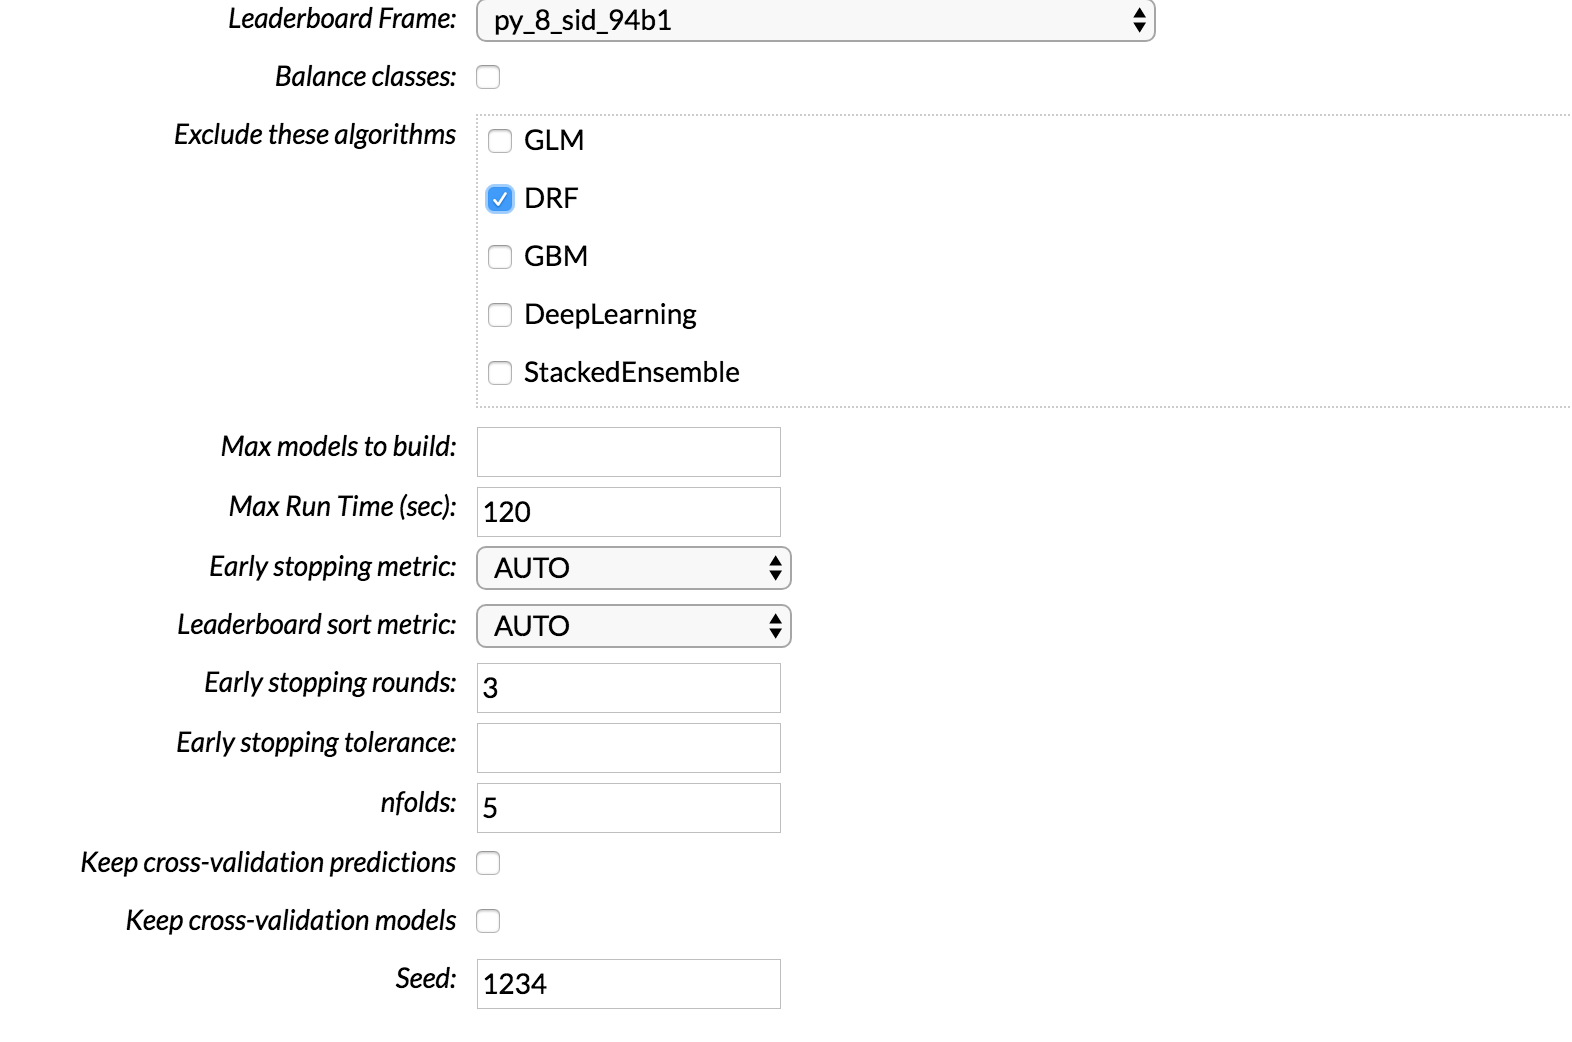 Leaderboard Frame: py_8_sid_94b1
Balance classes:
Exclude these algorithms
GLM
DRF
GBM
DeepLearning
StackedEnsemble
Max models to build:
Max Run Time (sec): 120
Early stopping metric: AUTO
Leaderboard sort metric: AUTO
Early stopping rounds: 3
Early stopping tolerance:
nfolds: 5
Keep cross-validation predictions
Keep cross-validation models
Seed: 1234